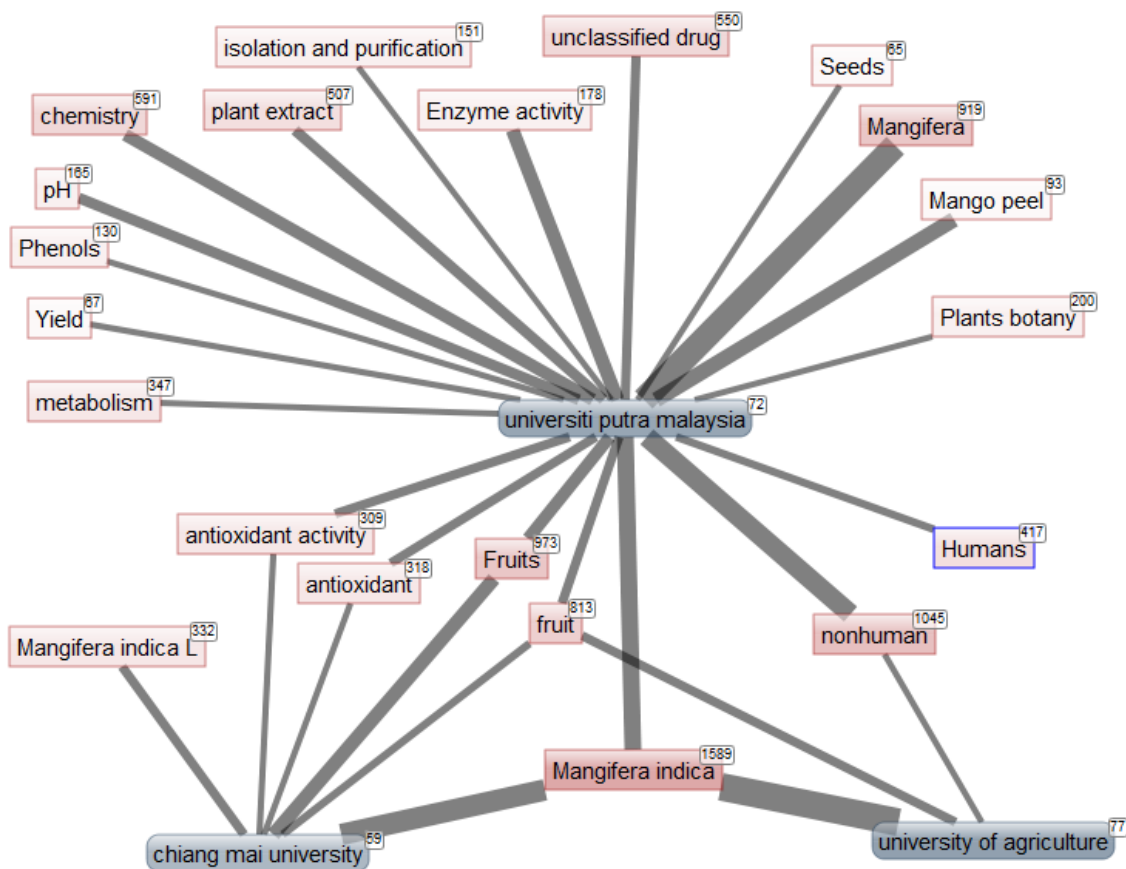 isolation and purification 151
unclassified drug 550
Seeds 65
chemistry 591
plant extract 507
Enzyme activity 178
Mangifera 919
pH 165
Mango peel 93
Phenols 130
Yield 87
Plants botany 200
metabolism 347
universiti putra malaysia 72
antioxidant activity 309
Fruits 973
Humans 417
antioxidant 318
fruit 813
nonhuman 1045
Mangifera indica L 332
Mangifera indica 1589
chiang mai university 59
university of agriculture 77